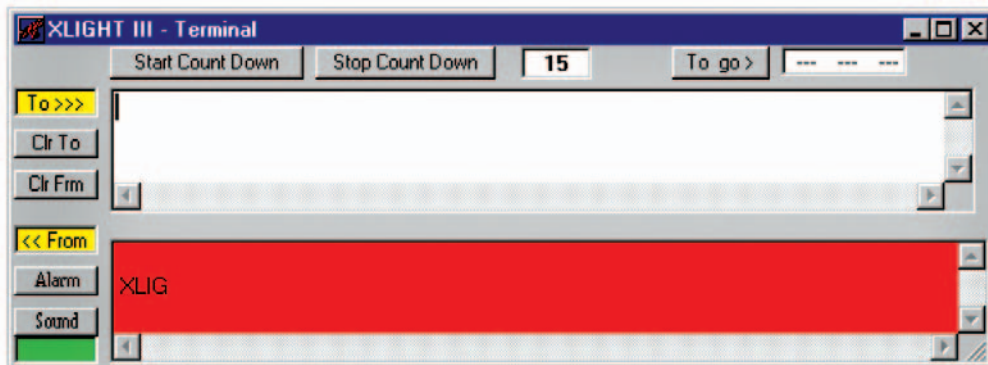 XLIGHT III - Terminal
Start Count Down Stop Count Down 15 To go > --- --- ---
To >>>
Clr To
Clr Frm
<< From
Alarm
XLIG
Sound